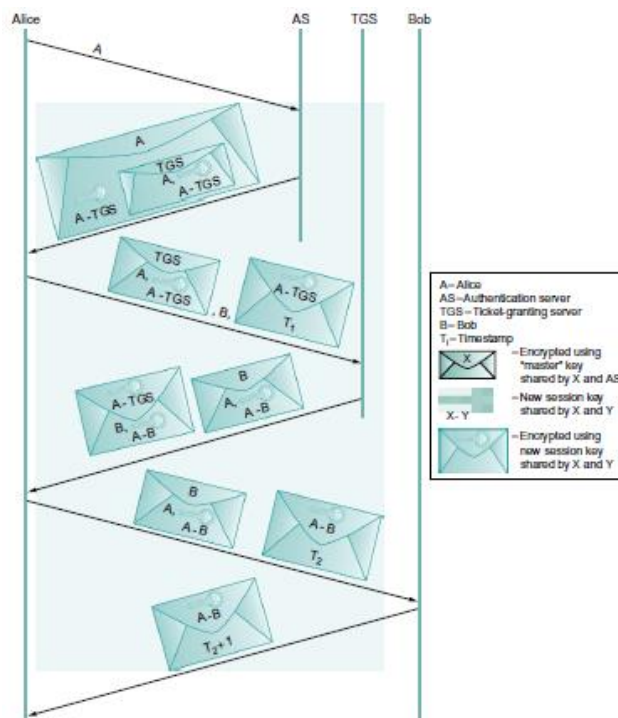 Alice AS TGS Bob
A
A
TGS
A,
A-TGS
A-TGS
TGS
A,
A-TGS
, B,
A-TGS
T1
A-TGS
B,
A-B
B
A,
A-B
B
A,
A-B
A-B
T2
A-B
T2+1
A=Alice
AS=Authentication server
TGS=Ticket-granting server
B=Bob
Ti=Timestamp
X
=Encrypted using
"master" key
shared by X and AS
X-Y
=New session key
shared by X and Y
=Encrypted using
new session key
shared by X and Y